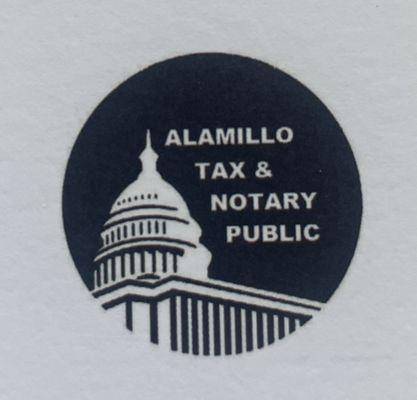 ALAMILLO
TAX &
NOTARY
PUBLIC